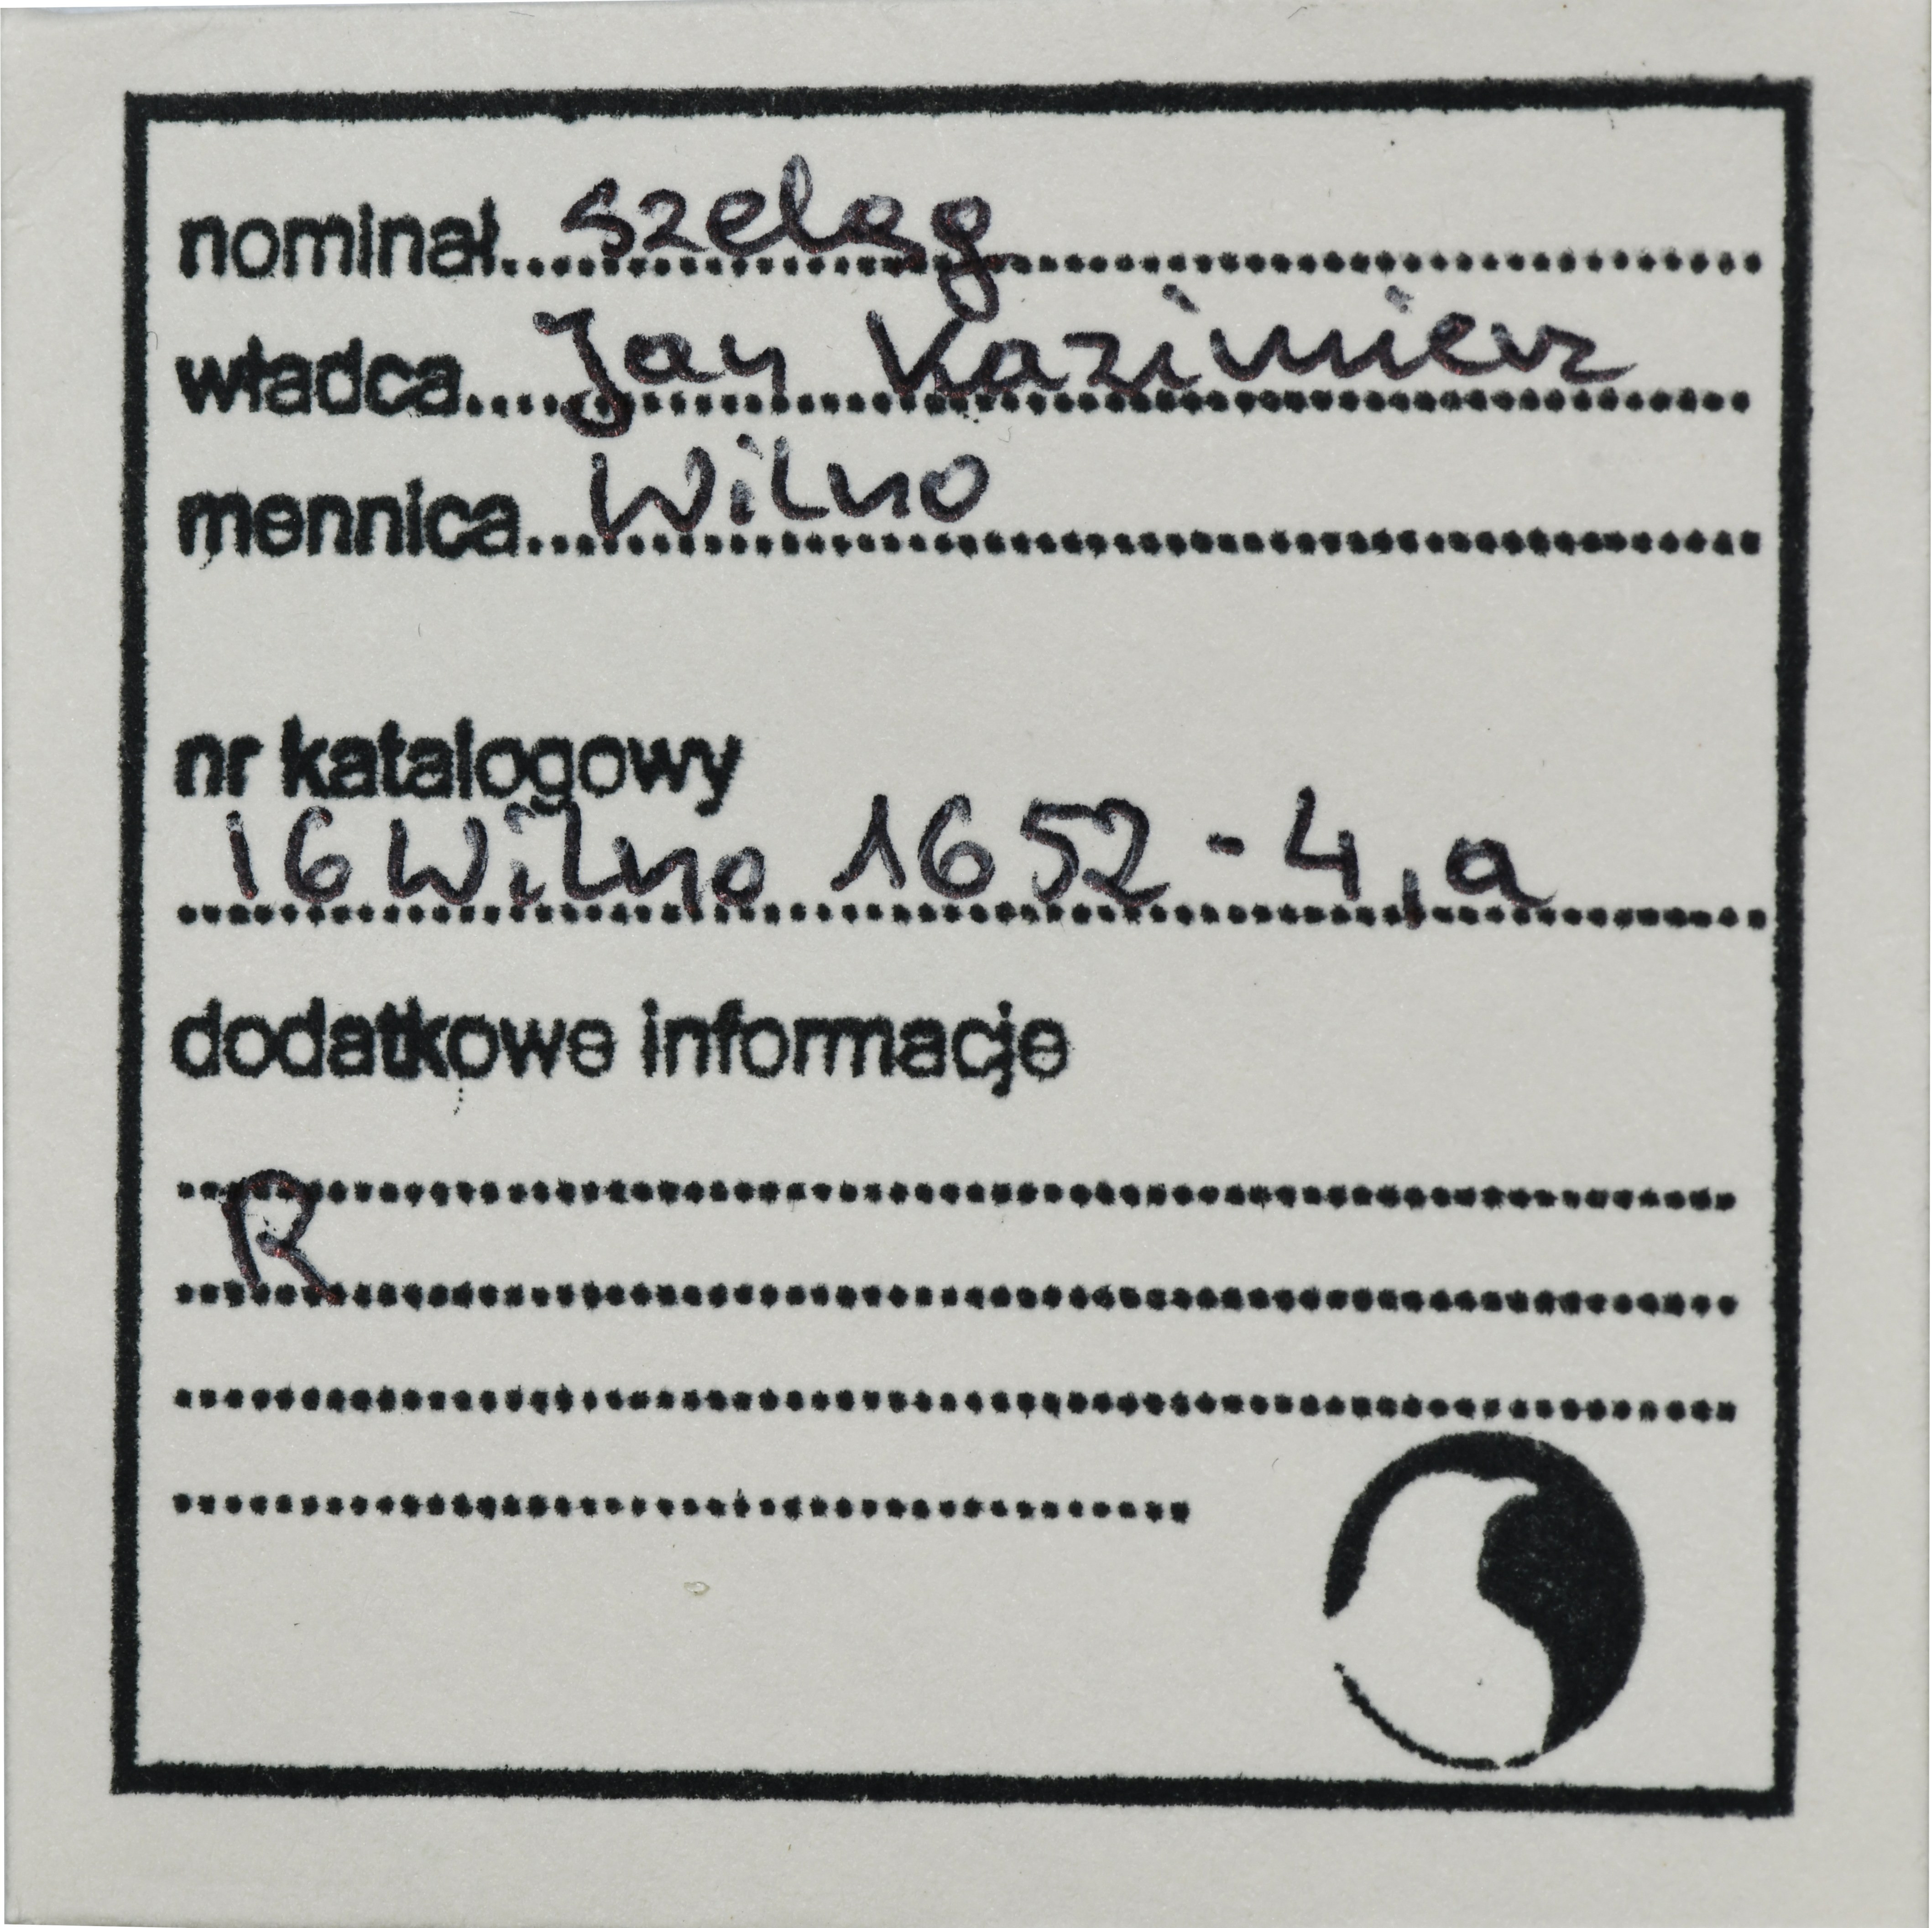 nominał szeląg
władca Jan Kazimierz
mennica Wilno
nr katalogowy
16 Wilno 1652 - 4,a
dodatkowe informacje
R